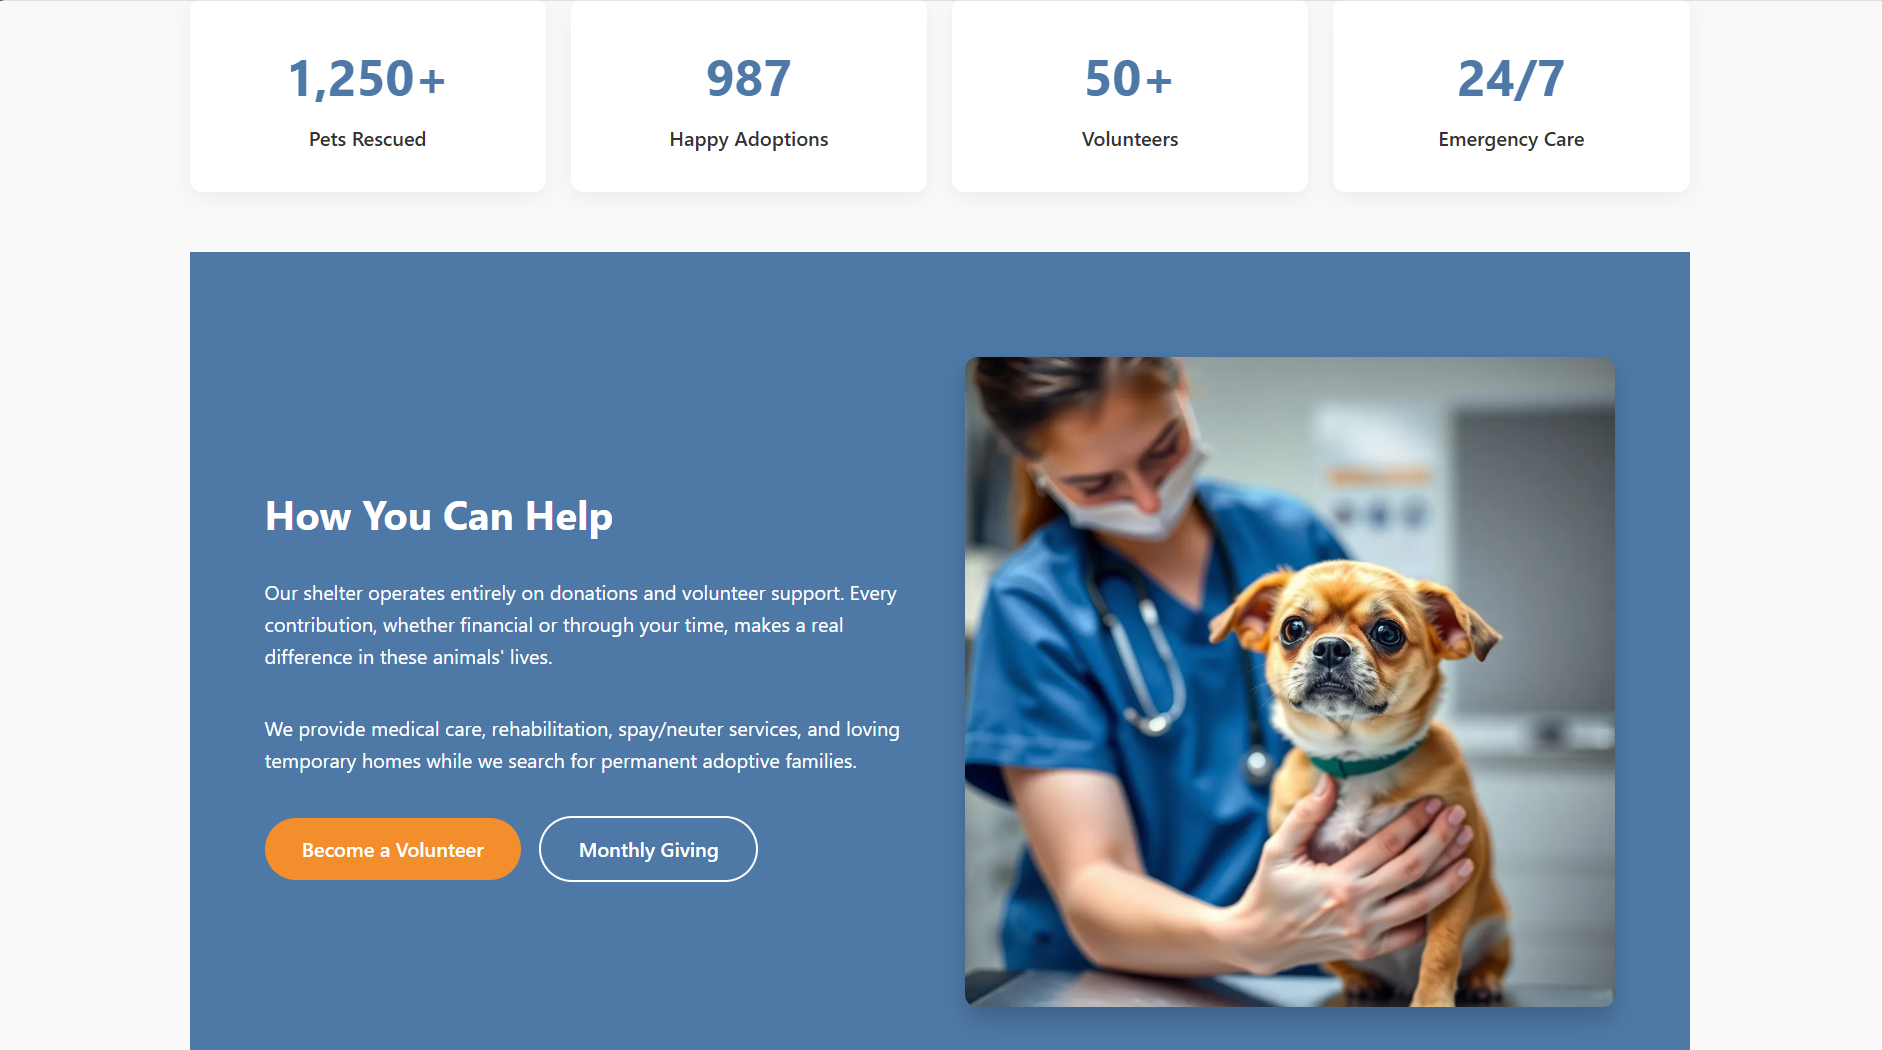 1,250+
Pets Rescued
987
Happy Adoptions
50+
Volunteers
24/7
Emergency Care
How You Can Help
Our shelter operates entirely on donations and volunteer support. Every
contribution, whether financial or through your time, makes a real
difference in these animals' lives.
We provide medical care, rehabilitation, spay/neuter services, and loving
temporary homes while we search for permanent adoptive families.
Become a Volunteer
Monthly Giving